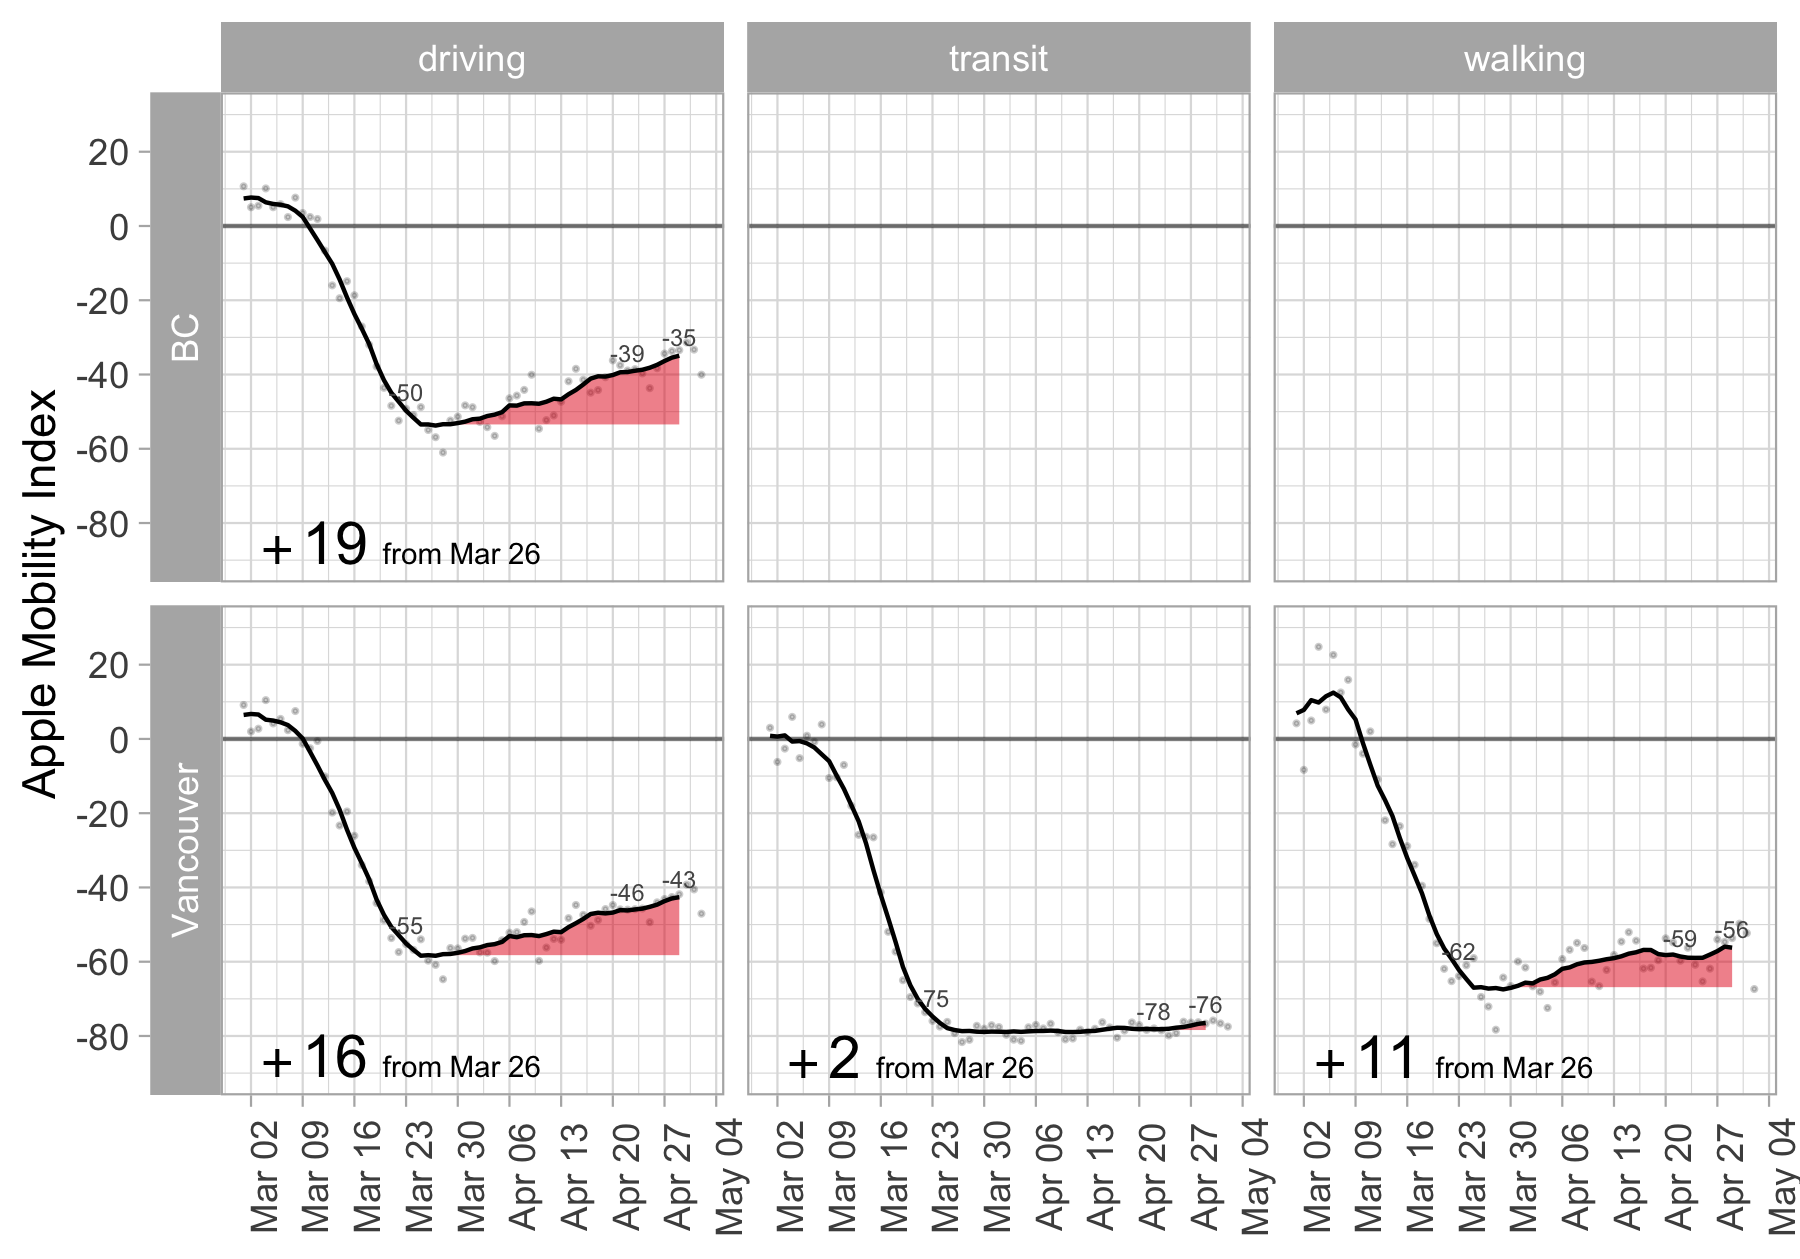 driving transit walking
Apple Mobility Index
BC
20
0
-20
-40
-60
-80
-50
-39
-35
+19 from Mar 26
Vancouver
20
0
-20
-40
-60
-80
-55
-46
-43
+16 from Mar 26
-75
-78
-76
+2 from Mar 26
-62
-59
-56
+11 from Mar 26
Mar 02
Mar 09
Mar 16
Mar 23
Mar 30
Apr 06
Apr 13
Apr 20
Apr 27
May 04
Mar 02
Mar 09
Mar 16
Mar 23
Mar 30
Apr 06
Apr 13
Apr 20
Apr 27
May 04
Mar 02
Mar 09
Mar 16
Mar 23
Mar 30
Apr 06
Apr 13
Apr 20
Apr 27
May 04